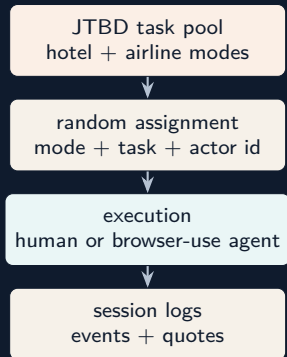 JTBD task pool
hotel + airline modes
random assignment
mode + task + actor id
execution
human or browser-use agent
session logs
events + quotes